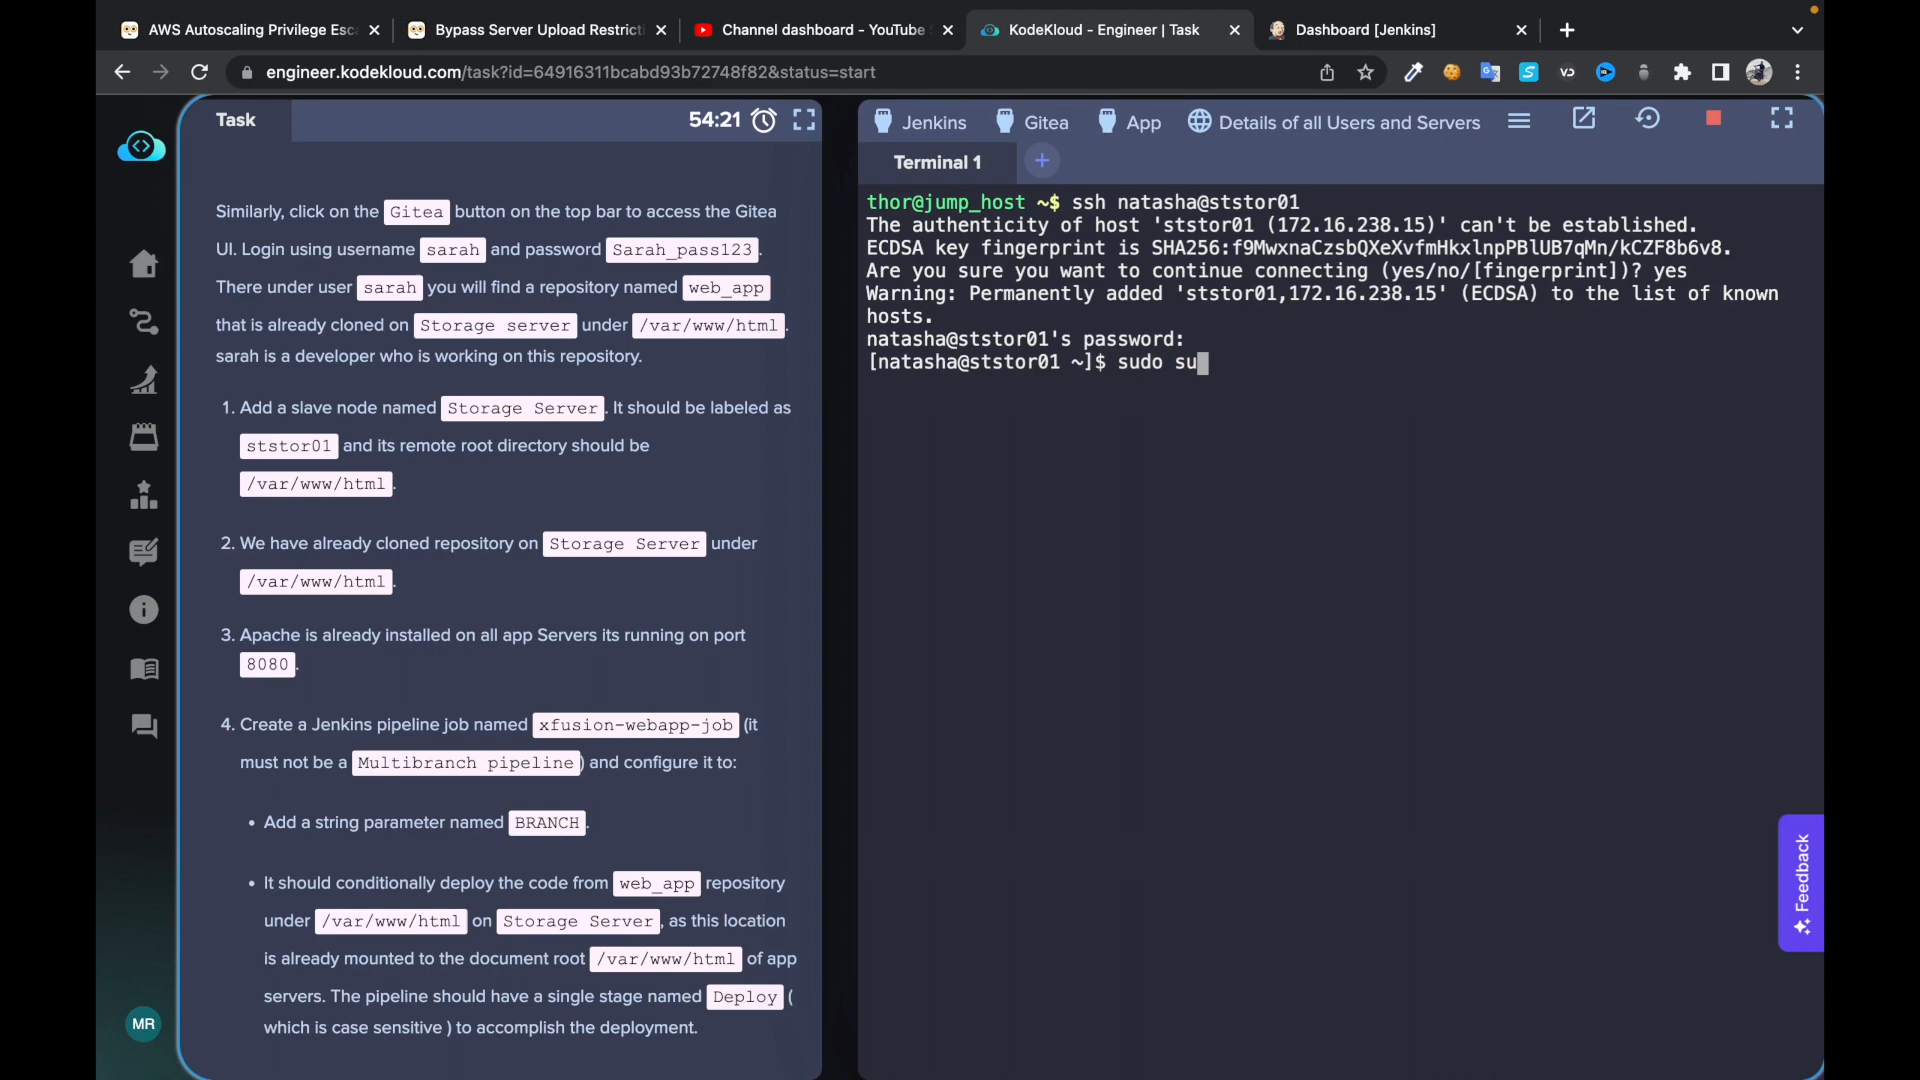 AWS Autoscaling Privilege Esca
Bypass Server Upload Restricti
Channel dashboard - YouTube S
KodeKloud - Engineer | Task
Dashboard [Jenkins]
engineer.kodekloud.com/task?id=64916311bcabd93b72748f82&status=start
Task
54:21
Jenkins
Gitea
App
Details of all Users and Servers
Terminal 1
Similarly, click on the Gitea button on the top bar to access the Gitea
UI. Login using username sarah and password Sarah_pass123.
There under user sarah you will find a repository named web_app
that is already cloned on Storage server under /var/www/html.
sarah is a developer who is working on this repository.
1. Add a slave node named Storage Server. It should be labeled as
ststor01 and its remote root directory should be
/var/www/html.
2. We have already cloned repository on Storage Server under
/var/www/html.
3. Apache is already installed on all app Servers its running on port
8080.
4. Create a Jenkins pipeline job named xfusion-webapp-job (it
must not be a Multibranch pipeline) and configure it to:
• Add a string parameter named BRANCH.
• It should conditionally deploy the code from web_app repository
under /var/www/html on Storage Server, as this location
is already mounted to the document root /var/www/html of app
servers. The pipeline should have a single stage named Deploy (
which is case sensitive ) to accomplish the deployment.
thor@jump_host ~$ ssh natasha@ststor01
The authenticity of host 'ststor01 (172.16.238.15)' can't be established.
ECDSA key fingerprint is SHA256:f9MwxnaCzsbQXeXvfmHkxlnpPBlUB7qMn/kCZF8b6v8.
Are you sure you want to continue connecting (yes/no/[fingerprint])? yes
Warning: Permanently added 'ststor01,172.16.238.15' (ECDSA) to the list of known
hosts.
natasha@ststor01's password:
[natasha@ststor01 ~]$ sudo su
Feedback
MR